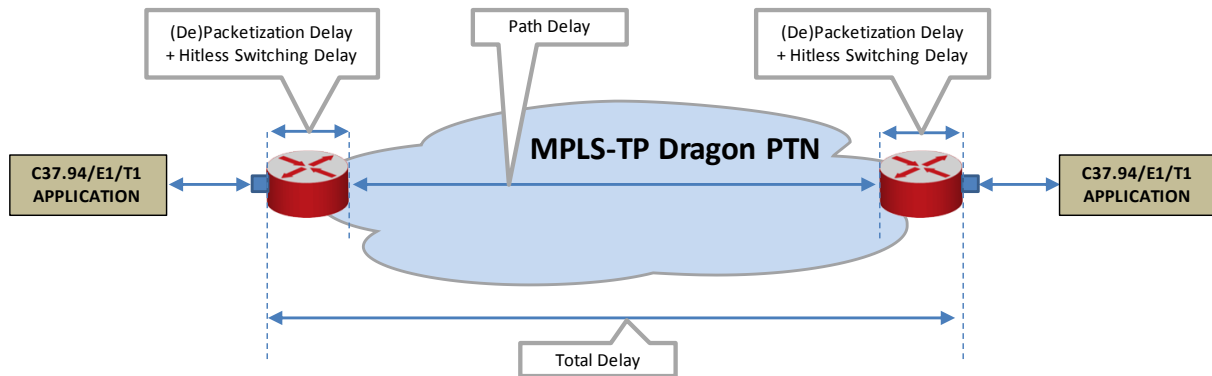 (De)Packetization Delay
+ Hitless Switching Delay
Path Delay
(De)Packetization Delay
+ Hitless Switching Delay
MPLS-TP Dragon PTN
C37.94/E1/T1
APPLICATION
C37.94/E1/T1
APPLICATION
Total Delay